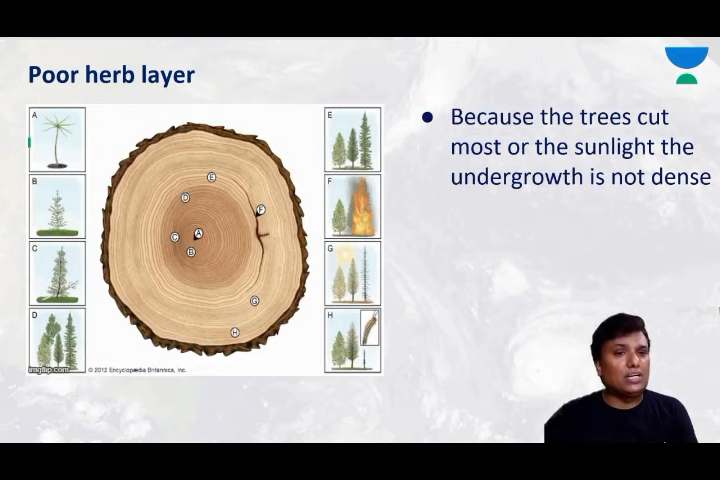 Poor herb layer
● Because the trees cut
most or the sunlight the
undergrowth is not dense
A
B
C
D
E
F
G
H
E
D
F
C
A
B
G
H
imgflip.com
© 2012 Encyclopædia Britannica, Inc.